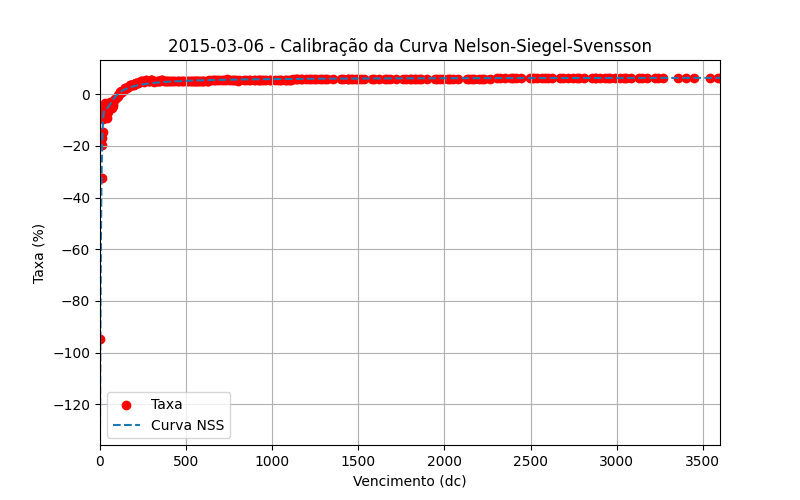 2015-03-06 - Calibração da Curva Nelson-Siegel-Svensson
Taxa (%)
0
−20
−40
−60
−80
−100
−120
Taxa
Curva NSS
0 500 1000 1500 2000 2500 3000 3500
Vencimento (dc)